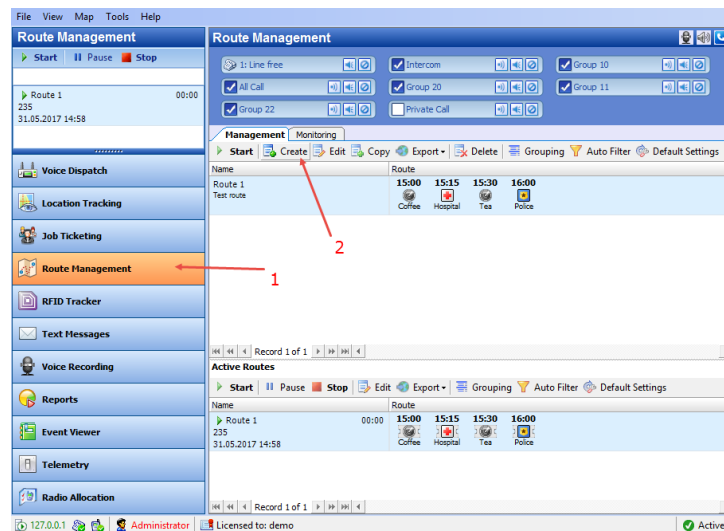 File View Map Tools Help
Route Management
Start Pause Stop
Route 1 00:00
235
31.05.2017 14:58
Voice Dispatch
Location Tracking
Job Ticketing
Route Management
RFID Tracker
Text Messages
Voice Recording
Reports
Event Viewer
Telemetry
Radio Allocation
Route Management
1: Line free Intercom Group 10
All Call Group 20 Group 11
Group 22 Private Call
Management Monitoring
Start Create Edit Copy Export Delete Grouping Auto Filter Default Settings
Name Route
Route 1 15:00 15:15 15:30 16:00
Test route
Coffee Hospital Tea Police
2
1
Record 1 of 1
Active Routes
Start Pause Stop Edit Export Grouping Auto Filter Default Settings
Name Route
Route 1 00:00 15:00 15:15 15:30 16:00
235
31.05.2017 14:58
Coffee Hospital Tea Police
Record 1 of 1
127.0.0.1 Administrator Licensed to: demo Active